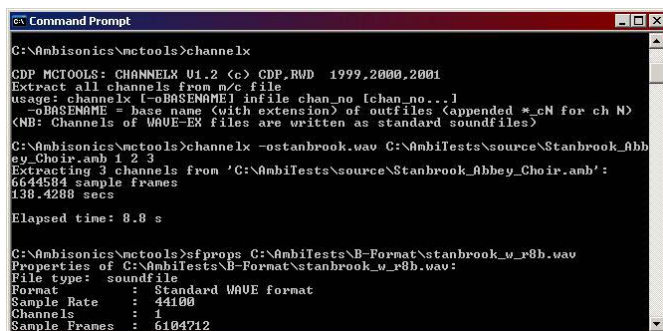 Command Prompt
C:\Ambisonics\mctools>channelx
CDP MCTOOLS: CHANNELX V1.2 (c) CDP,RWD  1999,2000,2001
Extract all channels from m/c file
usage: channelx [-oBASENAME] infile chan_no [chan_no...]
  -oBASENAME = base name (with extension) of outfiles (appended *_cN for ch N)
(NB: Channels of WAVE-EX files are written as standard soundfiles)
C:\Ambisonics\mctools>channelx -ostanbrook.wav C:\AmbiTests\source\Stanbrook_Abb
ey_Choir.amb 1 2 3
Extracting 3 channels from 'C:\AmbiTests\source\Stanbrook_Abbey_Choir.amb':
6644584 sample frames
138.4288 secs
Elapsed time: 8.8 s
C:\Ambisonics\mctools>sfprops C:\AmbiTests\B-Format\stanbrook_w_r8b.wav
Properties of C:\AmbiTests\B-Format\stanbrook_w_r8b.wav:
File type:  soundfile
Format        :  Standard WAVE format
Sample Rate   :  44100
Channels      :  1
Sample Frames :  6104712